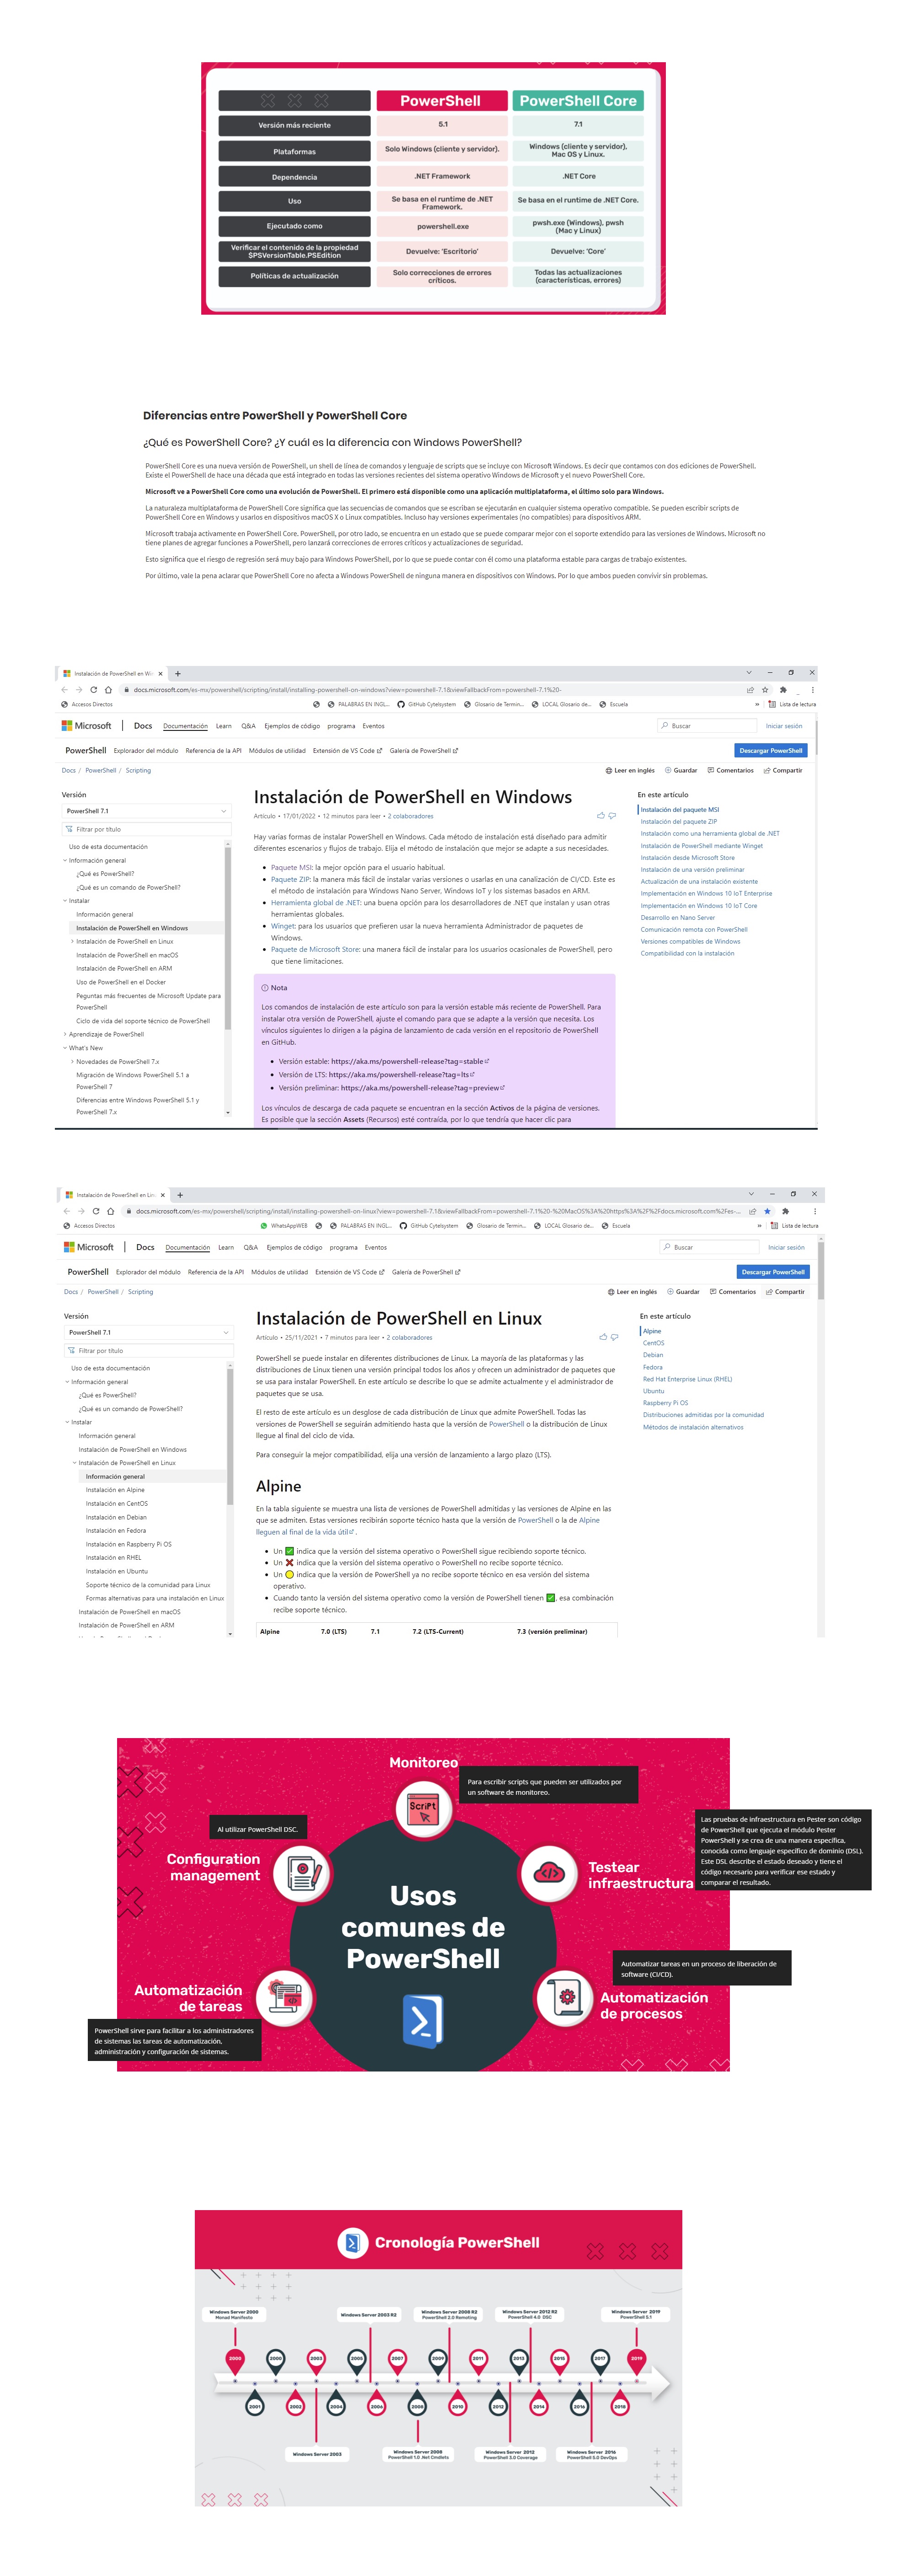 PowerShell
PowerShell Core
Versión más reciente
5.1
7.1
Plataformas
Solo Windows (cliente y servidor).
Windows (cliente y servidor),
Mac OS y Linux.
Dependencia
.NET Framework
.NET Core
Uso
Se basa en el runtime de .NET
Framework.
Se basa en el runtime de .NET Core.
Ejecutado como
powershell.exe
pwsh.exe (Windows), pwsh
(Mac y Linux)
Verificar el contenido de la propiedad
$PSVersionTable.PSEdition
Devuelve: 'Escritorio'
Devuelve: 'Core'
Políticas de actualización
Solo correcciones de errores
críticos.
Todas las actualizaciones
(características, errores)
Diferencias entre PowerShell y PowerShell Core
¿Qué es PowerShell Core? ¿Y cuál es la diferencia con Windows PowerShell?
PowerShell Core es una nueva versión de PowerShell, un shell de línea de comandos y lenguaje de scripts que se incluye con Microsoft Windows. Es decir que contamos con dos ediciones de PowerShell.
Existe el PowerShell de hace una década que está integrado en todas las versiones recientes del sistema operativo Windows de Microsoft y el nuevo PowerShell Core.
Microsoft ve a PowerShell Core como una evolución de PowerShell. El primero está disponible como una aplicación multiplataforma, el último solo para Windows.
La naturaleza multiplataforma de PowerShell Core significa que las secuencias de comandos que se escriban se ejecutarán en cualquier sistema operativo compatible. Se pueden escribir scripts de
PowerShell Core en Windows y usarlos en dispositivos macOS X o Linux compatibles. Incluso hay versiones experimentales (no compatibles) para dispositivos ARM.
Microsoft trabaja activamente en PowerShell Core. PowerShell, por otro lado, se encuentra en un estado que se puede comparar mejor con el soporte extendido para las versiones de Windows. Microsoft no
tiene planes de agregar funciones a PowerShell, pero lanzará correcciones de errores críticos y actualizaciones de seguridad.
Esto significa que el riesgo de regresión será muy bajo para Windows PowerShell, por lo que se puede contar con él como una plataforma estable para cargas de trabajo existentes.
Por último, vale la pena aclarar que PowerShell Core no afecta a Windows PowerShell de ninguna manera en dispositivos con Windows. Por lo que ambos pueden convivir sin problemas.
Instalación de PowerShell en Win
docs.microsoft.com/es-mx/powershell/scripting/install/installing-powershell-on-windows?view=powershell-7.1&viewFallbackFrom=powershell-7.1%20-
Accesos Directos
PALABRAS EN INGL...
GitHub Cytelsystem
Glosario de Termin...
LOCAL Glosario de...
Escuela
»
Lista de lectura
Microsoft
Docs
Documentación
Learn
Q&A
Ejemplos de código
programa
Eventos
Buscar
Iniciar sesión
PowerShell
Explorador del módulo
Referencia de la API
Módulos de utilidad
Extensión de VS Code
Galería de PowerShell
Descargar PowerShell
Docs / PowerShell / Scripting
Leer en inglés
Guardar
Comentarios
Compartir
Versión
PowerShell 7.1
Filtrar por título
Uso de esta documentación
Información general
¿Qué es PowerShell?
¿Qué es un comando de PowerShell?
Instalar
Información general
Instalación de PowerShell en Windows
Instalación de PowerShell en Linux
Instalación de PowerShell en macOS
Instalación de PowerShell en ARM
Uso de PowerShell en el Docker
Peguntas más frecuentes de Microsoft Update para
PowerShell
Ciclo de vida del soporte técnico de PowerShell
Aprendizaje de PowerShell
What's New
Novedades de PowerShell 7.x
Migración de Windows PowerShell 5.1 a
PowerShell 7
Diferencias entre Windows PowerShell 5.1 y
PowerShell 7.x
Instalación de PowerShell en Windows
Artículo • 17/01/2022 • 12 minutos para leer • 2 colaboradores
Hay varias formas de instalar PowerShell en Windows. Cada método de instalación está diseñado para admitir
diferentes escenarios y flujos de trabajo. Elija el método de instalación que mejor se adapte a sus necesidades.
• Paquete MSI: la mejor opción para el usuario habitual.
• Paquete ZIP: la manera más fácil de instalar varias versiones o usarlas en una canalización de CI/CD. Este es
el método de instalación para Windows Nano Server, Windows IoT y los sistemas basados en ARM.
• Herramienta global de .NET: una buena opción para los desarrolladores de .NET que instalan y usan otras
herramientas globales.
• Winget: para los usuarios que prefieren usar la nueva herramienta Administrador de paquetes de
Windows.
• Paquete de Microsoft Store: una manera fácil de instalar para los usuarios ocasionales de PowerShell, pero
que tiene limitaciones.
Nota
Los comandos de instalación de este artículo son para la versión estable más reciente de PowerShell. Para
instalar otra versión de PowerShell, ajuste el comando para que se adapte a la versión que necesita. Los
vínculos siguientes lo dirigen a la página de lanzamiento de cada versión en el repositorio de PowerShell
en GitHub.
• Versión estable: https://aka.ms/powershell-release?tag=stable
• Versión de LTS: https://aka.ms/powershell-release?tag=lts
• Versión preliminar: https://aka.ms/powershell-release?tag=preview
Los vínculos de descarga de cada paquete se encuentran en la sección Activos de la página de versiones.
Es posible que la sección Assets (Recursos) esté contraída, por lo que tendría que hacer clic para
En este artículo
Instalación del paquete MSI
Instalación del paquete ZIP
Instalación como una herramienta global de .NET
Instalación de PowerShell mediante Winget
Instalación desde Microsoft Store
Instalación de una versión preliminar
Actualización de una instalación existente
Implementación en Windows 10 IoT Enterprise
Implementación en Windows 10 IoT Core
Desarrollo en Nano Server
Comunicación remota con PowerShell
Versiones compatibles de Windows
Compatibilidad con la instalación
Instalación de PowerShell en Linu
docs.microsoft.com/es-mx/powershell/scripting/install/installing-powershell-on-linux?view=powershell-7.1&viewFallbackFrom=powershell-7.1%20-%20MacOS%3A%20https%3A%2F%2Fdocs.microsoft.com%2Fes-...
Accesos Directos
WhatsAppWEB
PALABRAS EN INGL...
GitHub Cytelsystem
Glosario de Termin...
LOCAL Glosario de...
Escuela
»
Lista de lectura
Microsoft
Docs
Documentación
Learn
Q&A
Ejemplos de código
programa
Eventos
Buscar
Iniciar sesión
PowerShell
Explorador del módulo
Referencia de la API
Módulos de utilidad
Extensión de VS Code
Galería de PowerShell
Descargar PowerShell
Docs / PowerShell / Scripting
Leer en inglés
Guardar
Comentarios
Compartir
Versión
PowerShell 7.1
Filtrar por título
Uso de esta documentación
Información general
¿Qué es PowerShell?
¿Qué es un comando de PowerShell?
Instalar
Información general
Instalación de PowerShell en Windows
Instalación de PowerShell en Linux
Información general
Instalación en Alpine
Instalación en CentOS
Instalación en Debian
Instalación en Fedora
Instalación en Raspberry Pi OS
Instalación en RHEL
Instalación en Ubuntu
Soporte técnico de la comunidad para Linux
Formas alternativas para una instalación en Linux
Instalación de PowerShell en macOS
Instalación de PowerShell en ARM
Instalación de PowerShell en Linux
Artículo • 25/11/2021 • 7 minutos para leer • 2 colaboradores
PowerShell se puede instalar en diferentes distribuciones de Linux. La mayoría de las plataformas y las
distribuciones de Linux tienen una versión principal todos los años y ofrecen un administrador de paquetes que
se usa para instalar PowerShell. En este artículo se describe lo que se admite actualmente y el administrador de
paquetes que se usa.
El resto de este artículo es un desglose de cada distribución de Linux que admite PowerShell. Todas las
versiones de PowerShell se seguirán admitiendo hasta que la versión de PowerShell o la distribución de Linux
llegue al final del ciclo de vida.
Para conseguir la mejor compatibilidad, elija una versión de lanzamiento a largo plazo (LTS).
Alpine
En la tabla siguiente se muestra una lista de versiones de PowerShell admitidas y las versiones de Alpine en las
que se admiten. Estas versiones recibirán soporte técnico hasta que la versión de PowerShell o la de Alpine
lleguen al final de la vida útil .
• Un ✅ indica que la versión del sistema operativo o PowerShell sigue recibiendo soporte técnico.
• Un ❌ indica que la versión del sistema operativo o PowerShell no recibe soporte técnico.
• Un 🟡 indica que la versión de PowerShell ya no recibe soporte técnico en esa versión del sistema
operativo.
• Cuando tanto la versión del sistema operativo como la versión de PowerShell tienen ✅, esa combinación
recibe soporte técnico.
Alpine 7.0 (LTS) 7.1 7.2 (LTS-Current) 7.3 (versión preliminar)
En este artículo
Alpine
CentOS
Debian
Fedora
Red Hat Enterprise Linux (RHEL)
Ubuntu
Raspberry Pi OS
Distribuciones admitidas por la comunidad
Métodos de instalación alternativos
Monitoreo
Script
Para escribir scripts que pueden ser utilizados por
un software de monitoreo.
Al utilizar PowerShell DSC.
Configuration
management
Testear
infraestructura
Las pruebas de infraestructura en Pester son código
de PowerShell que ejecuta el módulo Pester
PowerShell y se crea de una manera específica,
conocida como lenguaje específico de dominio (DSL).
Este DSL describe el estado deseado y tiene el
código necesario para verificar ese estado y
comparar el resultado.
Usos
comunes de
PowerShell
Automatizar tareas en un proceso de liberación de
software (CI/CD).
Automatización
de tareas
Automatización
de procesos
PowerShell sirve para facilitar a los administradores
de sistemas las tareas de automatización,
administración y configuración de sistemas.
Cronología PowerShell
Windows Server 2000
Monad Manifesto
Windows Server 2003 R2
Windows Server 2008 R2
PowerShell 2.0 Remoting
Windows Server 2012 R2
PowerShell 4.0 DSC
Windows Server 2019
PowerShell 5.1
2000
2000
2003
2005
2007
2009
2011
2013
2015
2017
2019
2001
2002
2004
2006
2008
2010
2012
2014
2016
2018
Windows Server 2003
Windows Server 2008
PowerShell 1.0 .Net Cmdlets
Windows Server 2012
PowerShell 3.0 Coverage
Windows Server 2016
PowerShell 5.0 DevOps